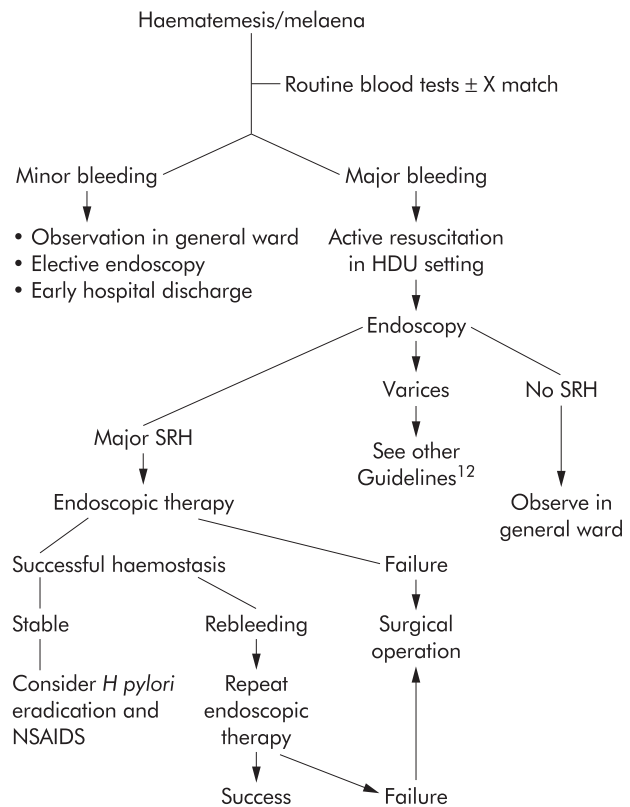 Haematemesis/melaena
Routine blood tests ± X match
Minor bleeding
Major bleeding
• Observation in general ward
• Elective endoscopy
• Early hospital discharge
Active resuscitation
in HDU setting
Endoscopy
Varices
No SRH
Major SRH
See other
Guidelines¹²
Endoscopic therapy
Observe in
general ward
Successful haemostasis
Failure
Stable
Rebleeding
Surgical
operation
Consider H pylori
eradication and
NSAIDS
Repeat
endoscopic
therapy
Success
Failure